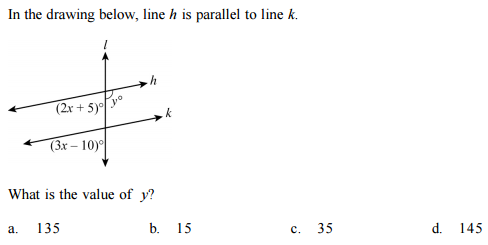 In the drawing below, line h is parallel to line k.
l
h
(2x + 5)° y°
k
(3x – 10)°
What is the value of y?
a. 135 b. 15 c. 35 d. 145